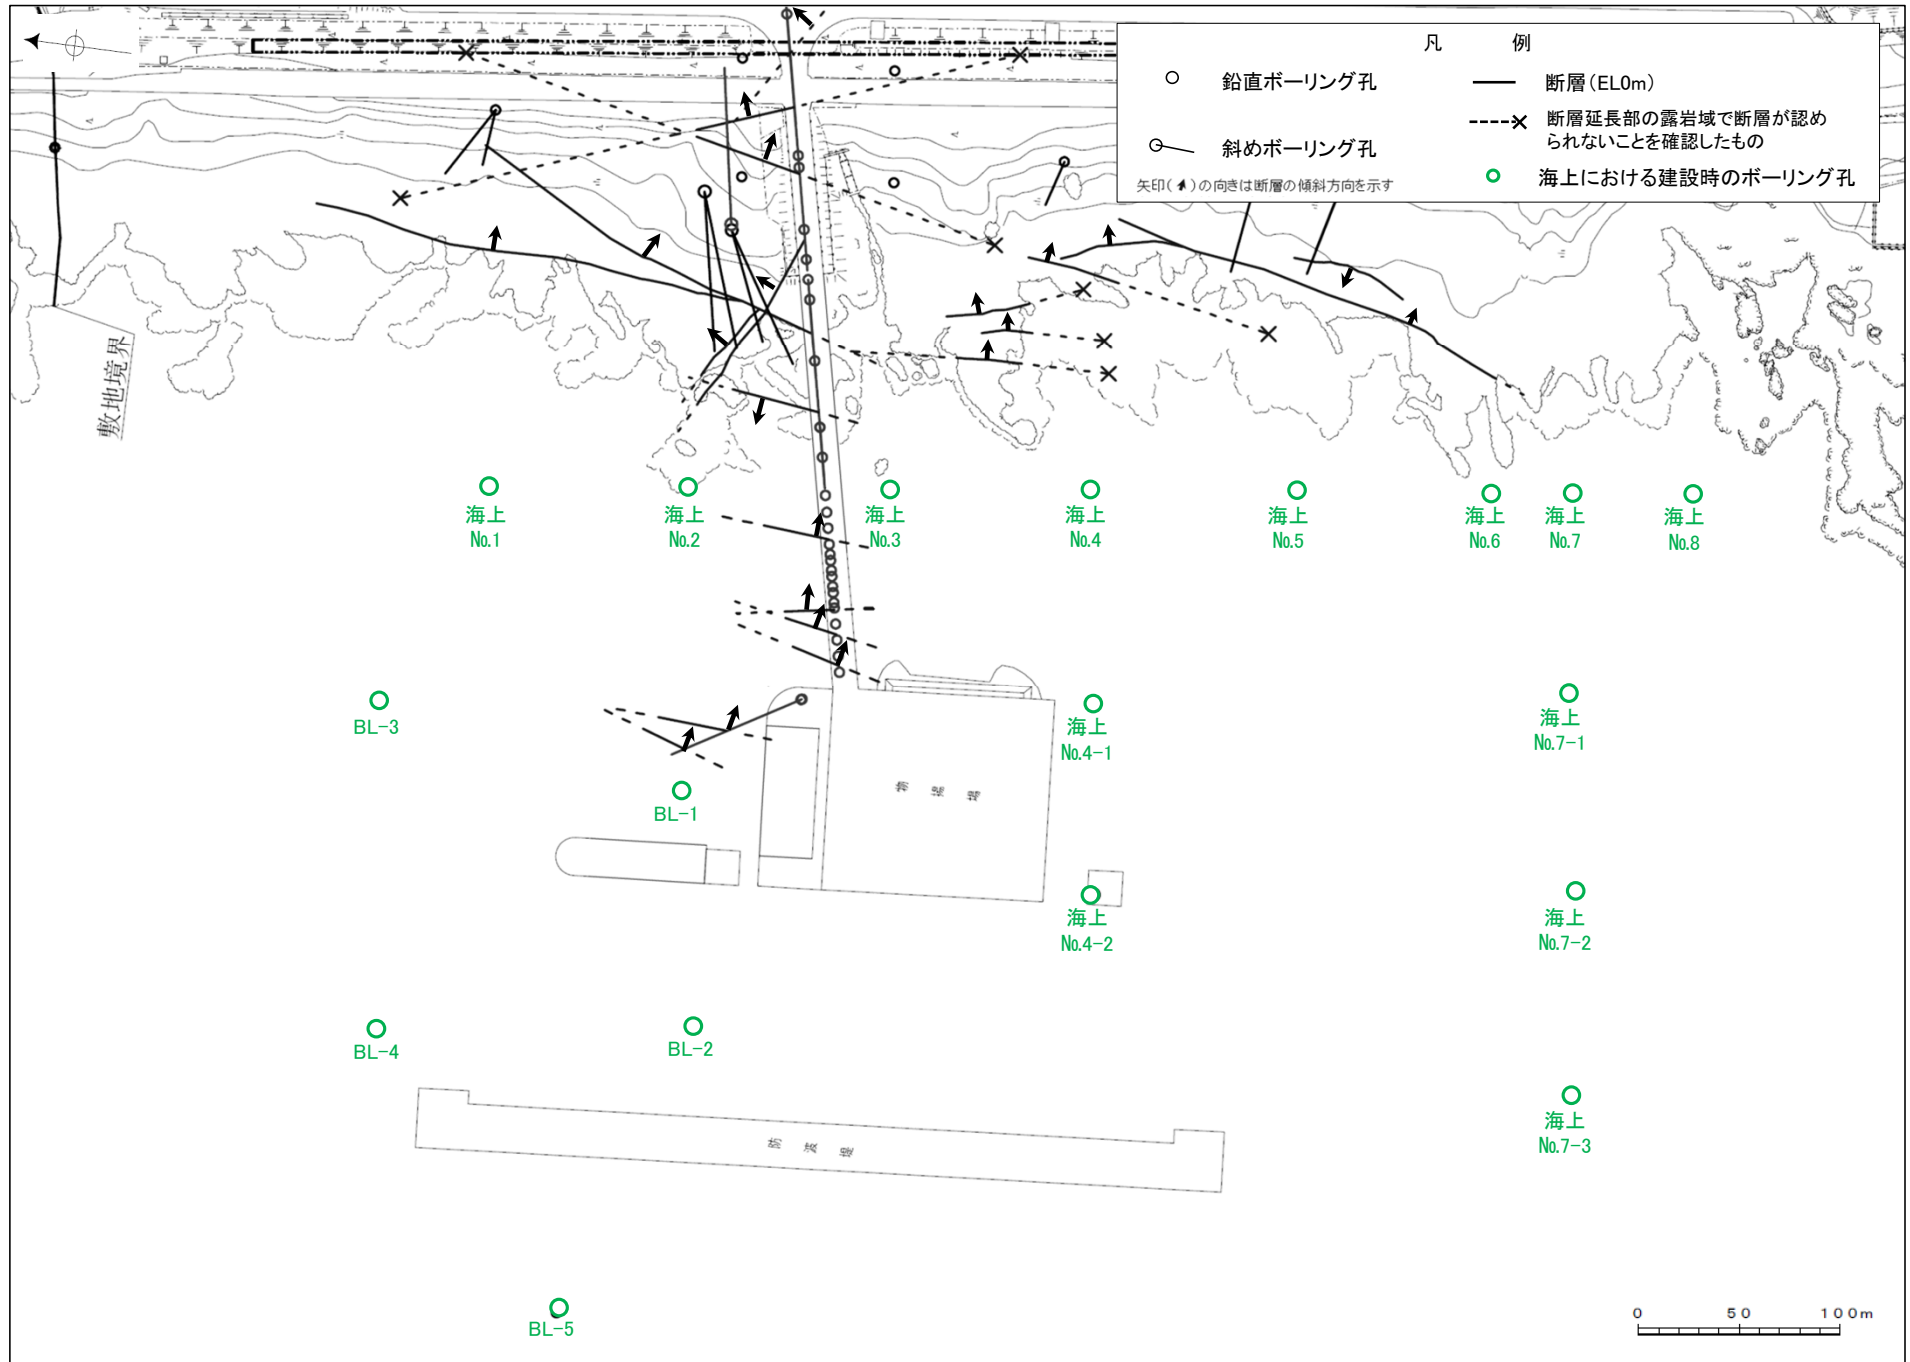 凡 例
鉛直ボーリング孔
断層(EL0m)
斜めボーリング孔
断層延長部の露岩域で断層が認め
られないことを確認したもの
矢印( )の向きは断層の傾斜方向を示す
海上における建設時のボーリング孔
敷地境界
海上
No.1
海上
No.2
海上
No.3
海上
No.4
海上
No.5
海上
No.6
海上
No.7
海上
No.8
BL-3
海上
No.4-1
海上
No.7-1
BL-1
物揚場
海上
No.4-2
海上
No.7-2
BL-4
BL-2
防波堤
海上
No.7-3
BL-5
0 50 100m